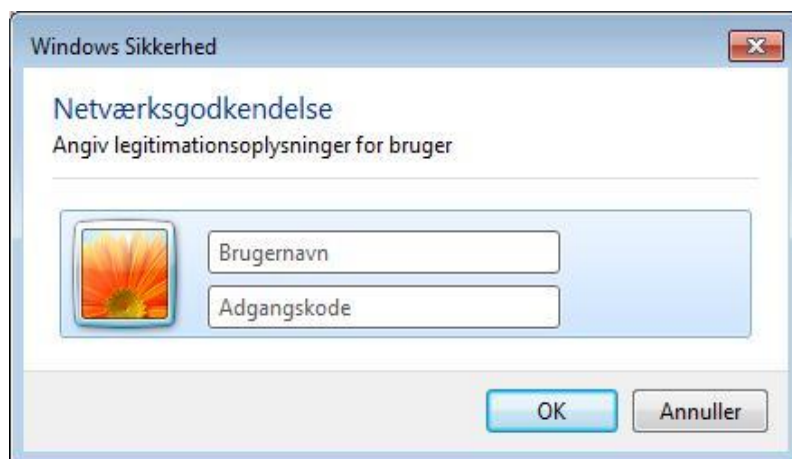 Windows Sikkerhed
Netværksgodkendelse
Angiv legitimationsoplysninger for bruger
Brugernavn
Adgangskode
OK
Annuller